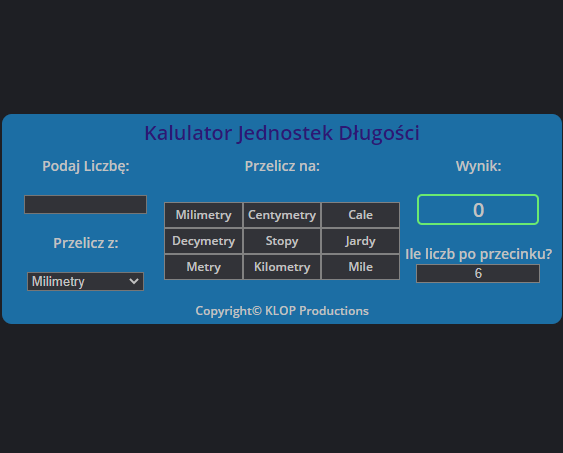 Kalulator Jednostek Długości
Podaj Liczbę:
Przelicz z:
Milimetry
Przelicz na:
Milimetry Centymetry Cale
Decymetry Stopy Jardy
Metry Kilometry Mile
Wynik:
0
Ile liczb po przecinku?
6
Copyright© KLOP Productions